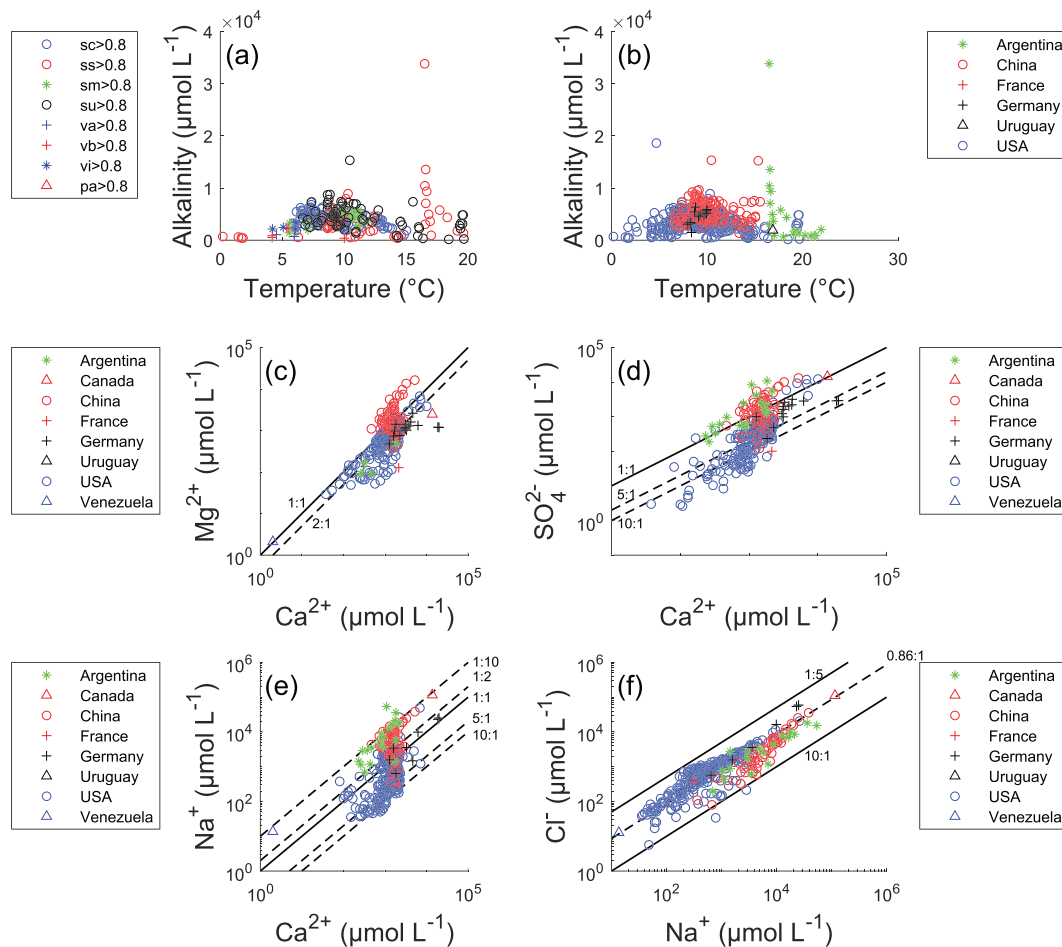 (a)
×10⁴
4
3
2
1
0
0
5
10
15
20
Alkalinity (μmol L⁻¹)
Temperature (°C)
sc>0.8
ss>0.8
sm>0.8
su>0.8
va>0.8
vb>0.8
vi>0.8
pa>0.8
(b)
×10⁴
4
3
2
1
0
0
10
20
30
Alkalinity (μmol L⁻¹)
Temperature (°C)
Argentina
China
France
Germany
Uruguay
USA
Argentina
Canada
China
France
Germany
Uruguay
USA
Venezuela
(c)
10⁵
10⁰
10⁰
10⁵
Mg²⁺ (μmol L⁻¹)
Ca²⁺ (μmol L⁻¹)
1:1
2:1
(d)
10⁵
10⁰
10⁵
SO₄²⁻ (μmol L⁻¹)
Ca²⁺ (μmol L⁻¹)
1:1
5:1
10:1
Argentina
Canada
China
France
Germany
Uruguay
USA
Venezuela
Argentina
Canada
China
France
Germany
Uruguay
USA
Venezuela
(e)
10⁶
10⁴
10²
10⁰
10⁰
10⁵
Na⁺ (μmol L⁻¹)
Ca²⁺ (μmol L⁻¹)
1:10
1:2
1:1
5:1
10:1
(f)
10⁶
10⁴
10²
10⁰
10²
10⁴
10⁶
Cl⁻ (μmol L⁻¹)
Na⁺ (μmol L⁻¹)
1:5
0.86:1
10:1
Argentina
Canada
China
France
Germany
Uruguay
USA
Venezuela